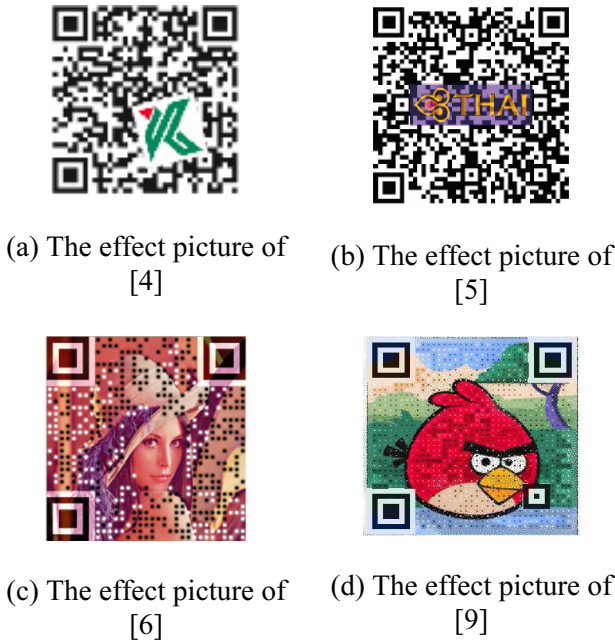 THAI
(a) The effect picture of
[4]
(b) The effect picture of
[5]
(c) The effect picture of
[6]
(d) The effect picture of
[9]